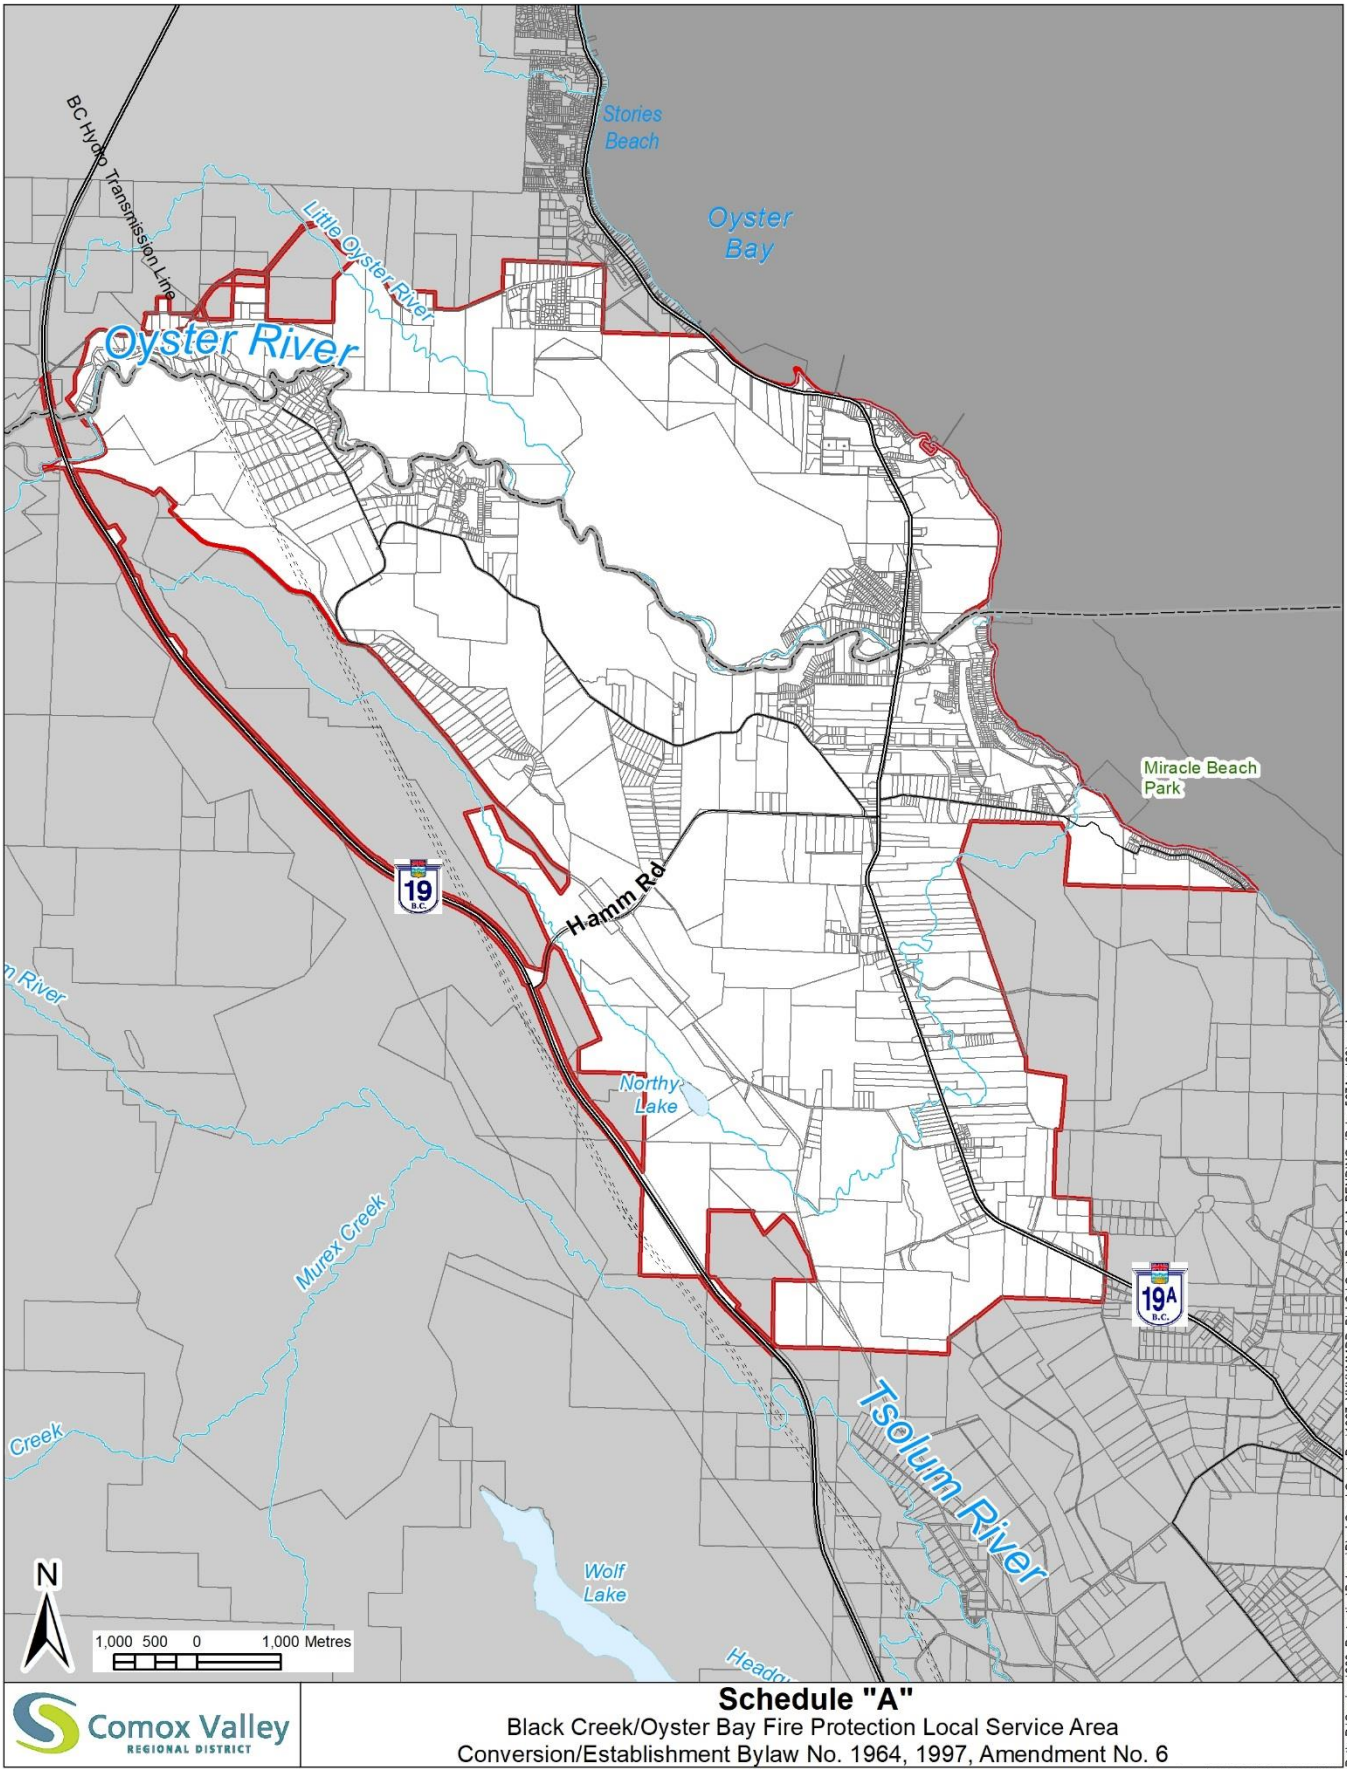 BC Hydro Transmission Line
Stories
Beach
Oyster
Bay
Little Oyster River
Oyster River
Miracle Beach
Park
19
B.C.
Hamm Rd
River
Northy
Lake
Murex Creek
19A
B.C.
Creek
Tsolum River
Wolf
Lake
N
1,000 500 0 1,000 Metres
Comox Valley
REGIONAL DISTRICT
Schedule "A"
Black Creek/Oyster Bay Fire Protection Local Service Area
Conversion/Establishment Bylaw No. 1964, 1997, Amendment No. 6